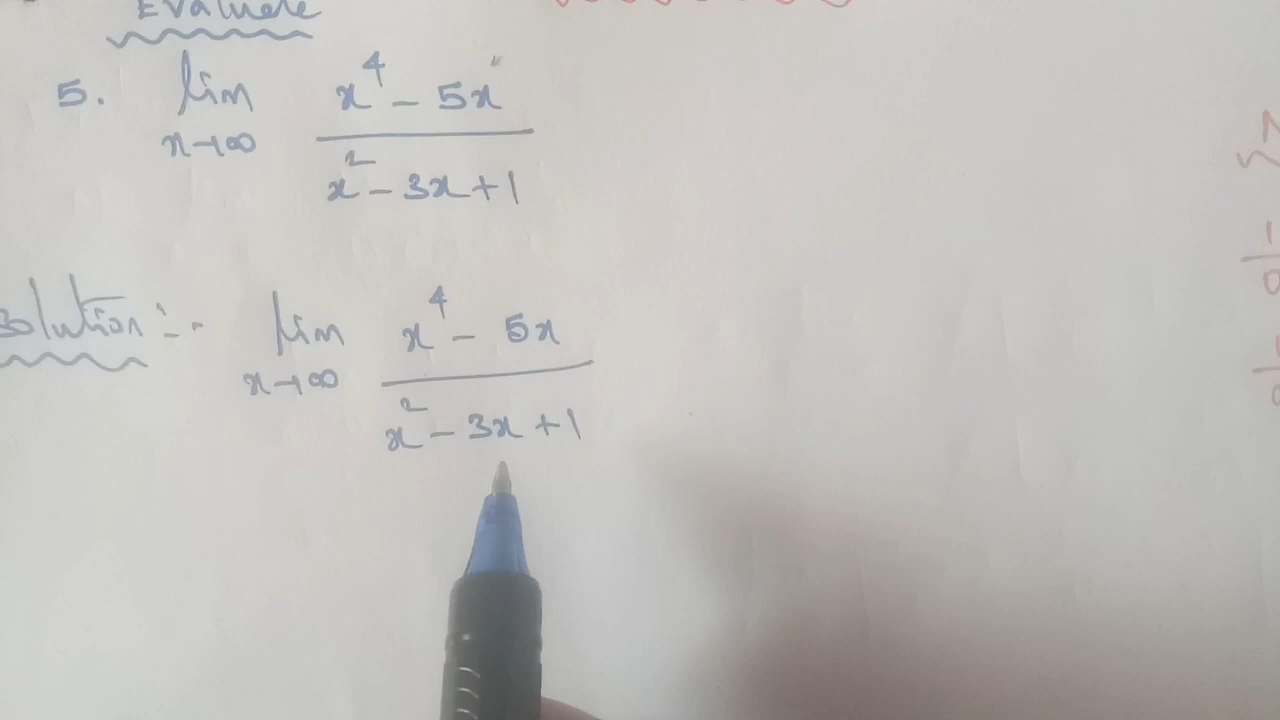 Evaluate
5. lim x→∞ (x⁴ - 5x) / (x² - 3x + 1)
Solution :- lim x→∞ (x⁴ - 5x) / (x² - 3x + 1)